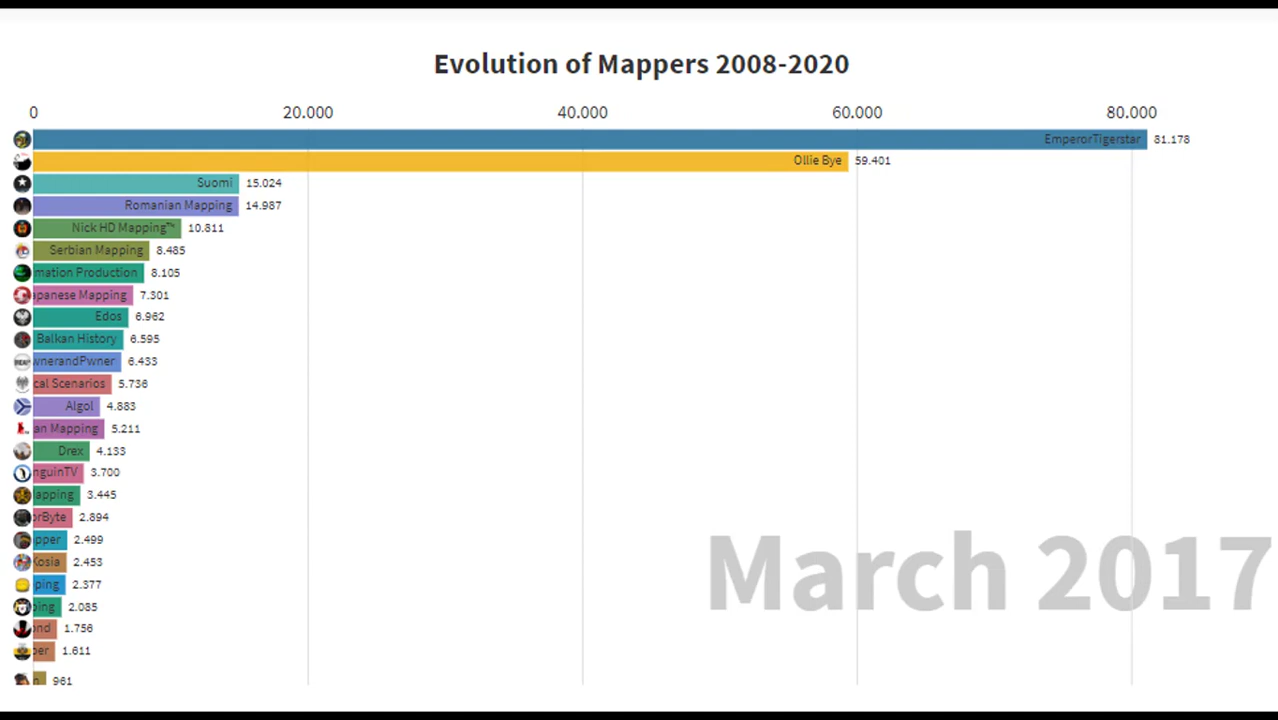 Evolution of Mappers 2008-2020
0 20.000 40.000 60.000 80.000
EmperorTigerstar 81.178
Ollie Bye 59.401
Suomi 15.024
Romanian Mapping 14.987
Nick HD Mapping™ 10.811
Serbian Mapping 8.485
mation Production 8.105
apanese Mapping 7.301
Edos 6.962
Balkan History 6.595
wnerandPwner 6.433
cal Scenarios 5.736
Algol 4.883
an Mapping 5.211
Drex 4.133
nguinTV 3.700
apping 3.445
orByte 2.894
pper 2.499
Kosia 2.453
ping 2.377
ping 2.085
ond 1.756
per 1.611
961
March 2017